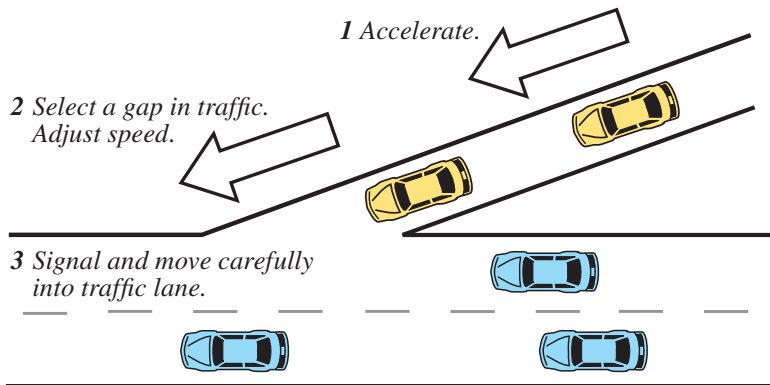 1 Accelerate.
2 Select a gap in traffic.
Adjust speed.
3 Signal and move carefully
into traffic lane.